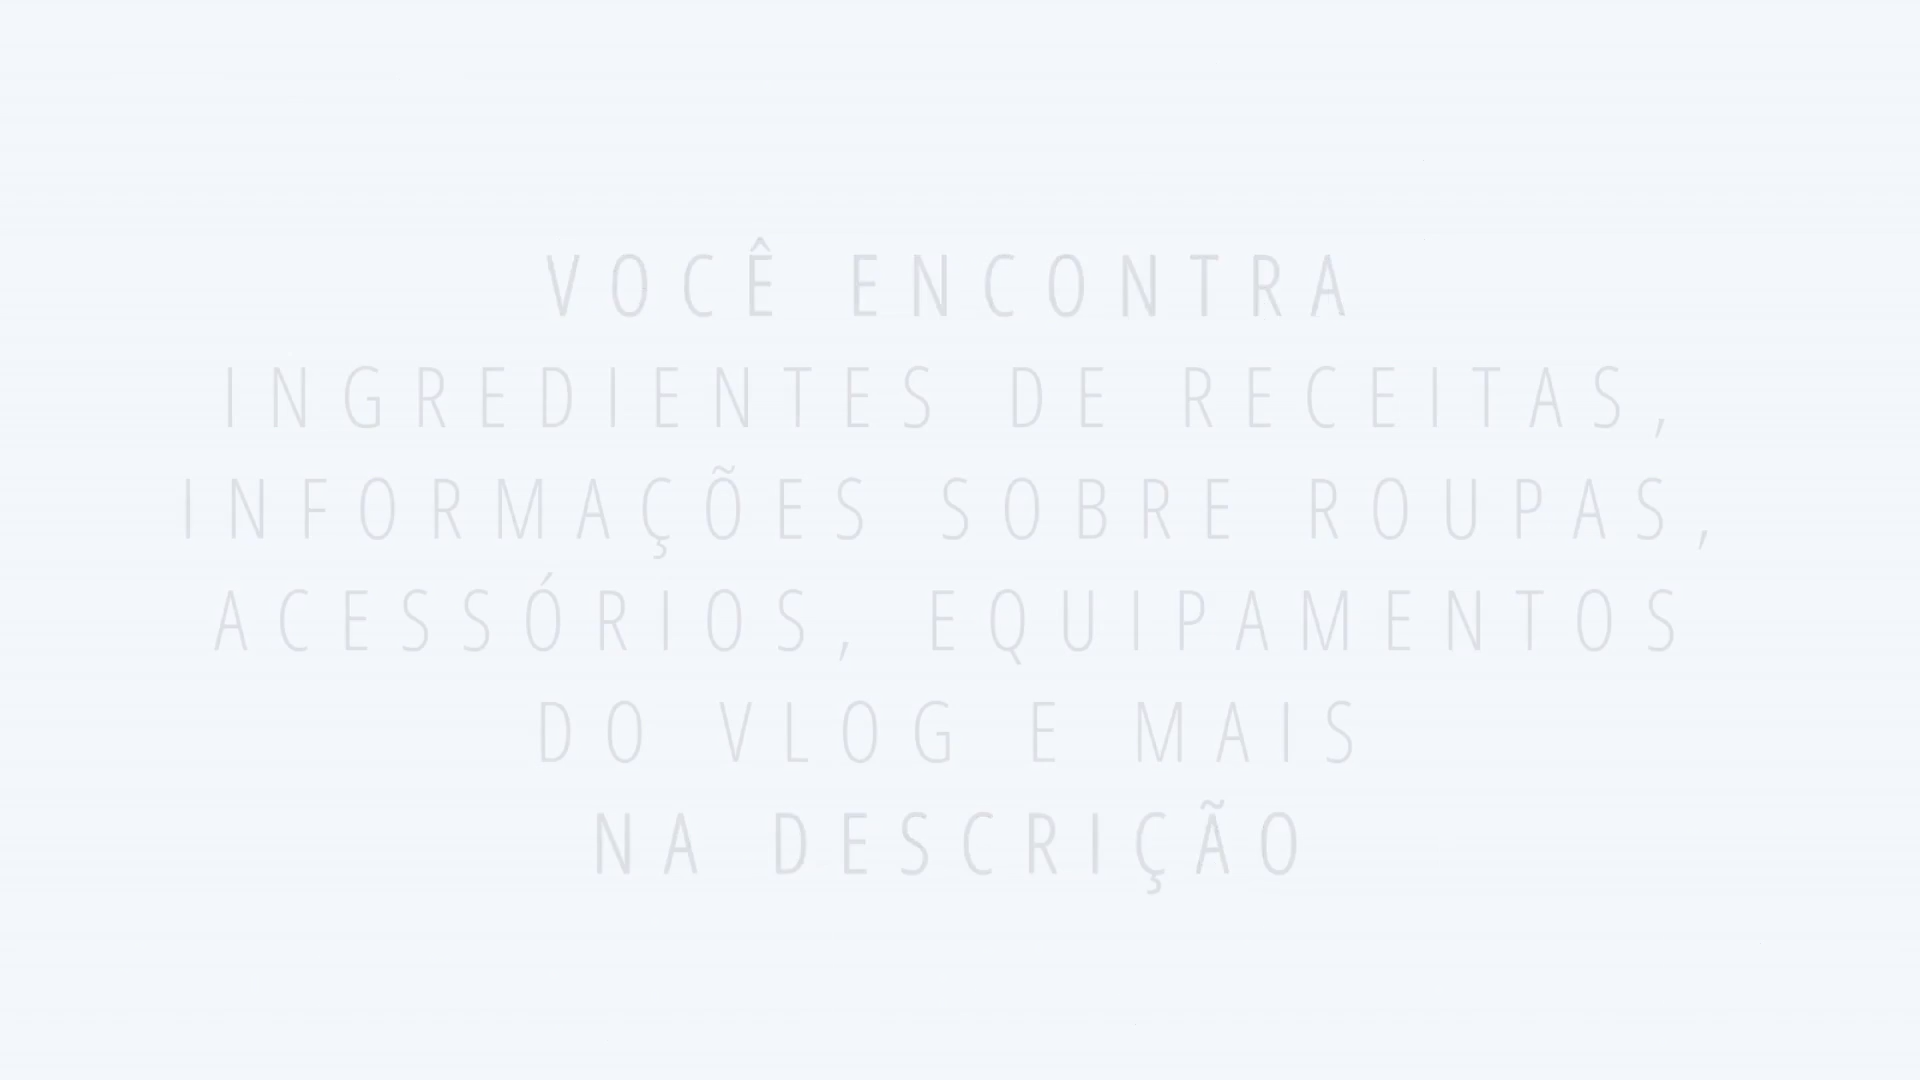 VOCÊ ENCONTRA
INGREDIENTES DE RECEITAS,
INFORMAÇÕES SOBRE ROUPAS,
ACESSÓRIOS, EQUIPAMENTOS
DO VLOG E MAIS
NA DESCRIÇÃO